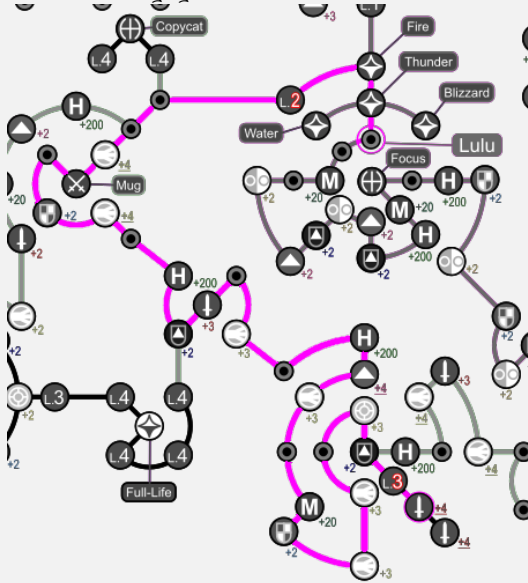 +3
L.4
Copycat
Fire
L.4
L.4
Thunder
L.2
H
Blizzard
+200
Water
Lulu
+2
+4
Focus
Mug
+20
+2
M
+20
H
+200
+2
+2
+4
M
+20
+2
+2
H
+200
+2
+2
+2
+2
H
+200
+3
+2
+2
+2
+3
H
+200
+2
+4
+3
L.3
L.4
L.4
+3
+4
+2
+3
L.4
L.4
+2
H
+200
+4
+2
L.3
Full-Life
+3
+4
M
+20
+4
+2
+3